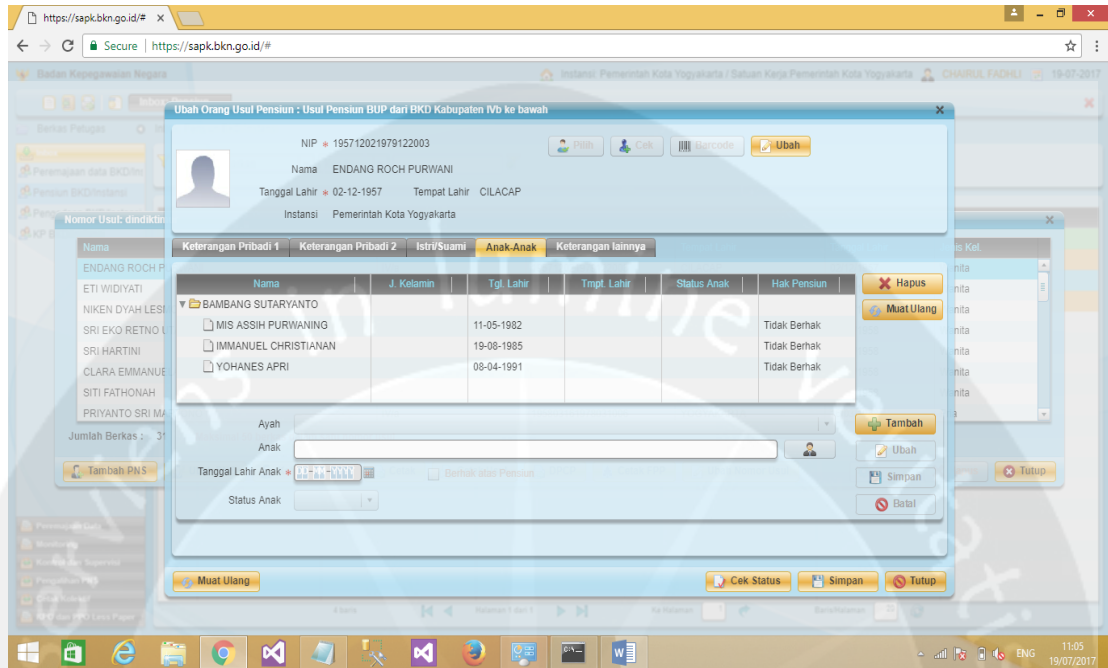 https://sapk.bkn.go.id/#
Secure https://sapk.bkn.go.id/#
Badan Kepegawaian Negara
Instansi: Pemerintah Kota Yogyakarta / Satuan Kerja Pemerintah Kota Yogyakarta CHAIRUL FADHLI 19-07-2017
Ubah Orang Usul Pensiun : Usul Pensiun BUP dari BKD Kabupaten IVb ke bawah
NIP * 195712021979122003
Pilih Cek Barcode Ubah
Nama ENDANG ROCH PURWANI
Tanggal Lahir * 02-12-1957 Tempat Lahir CILACAP
Instansi Pemerintah Kota Yogyakarta
Nomor Usul: dindiktin
Keterangan Pribadi 1 Keterangan Pribadi 2 Istri/Suami Anak-Anak Keterangan lainnya
Nama
ENDANG ROCH P
ETI WIDIYATI
NIKEN DYAH LESI
SRI EKO RETNO
SRI HARTINI
CLARA EMMANUE
SITI FATHONAH
PRIYANTO SRI MA
Jumlah Berkas : 31
Tambah PNS
Nama J. Kelamin Tgl. Lahir Tmpt. Lahir Status Anak Hak Pensiun
BAMBANG SUTARYANTO
MIS ASSIH PURWANING 11-05-1982 Tidak Berhak
IMMANUEL CHRISTIANAN 19-08-1985 Tidak Berhak
YOHANES APRI 08-04-1991 Tidak Berhak
Hapus
Muat Ulang
Ayah
Anak
Tanggal Lahir Anak *
Berhak atas Pensiun
Status Anak
Tambah
Ubah
Simpan
Batal
Tutup
Muat Ulang Cek Status Simpan Tutup
ENG 11:05
19/07/2017
in lumine veritatis